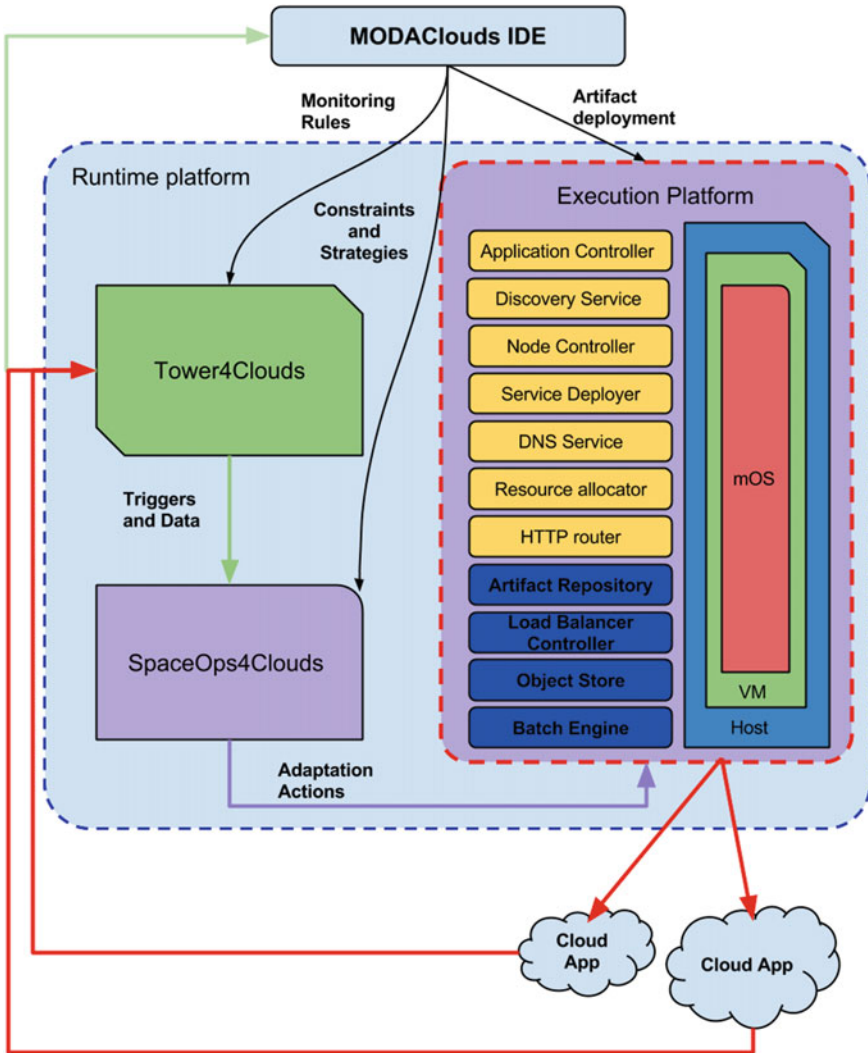 MODAClouds IDE
Monitoring
Rules
Artifact
deployment
Runtime platform
Constraints
and
Strategies
Execution Platform
Application Controller
Discovery Service
Node Controller
Service Deployer
DNS Service
Resource allocator
HTTP router
Artifact Repository
Load Balancer
Controller
Object Store
Batch Engine
mOS
VM
Host
Tower4Clouds
Triggers
and Data
SpaceOps4Clouds
Adaptation
Actions
Cloud
App
Cloud App